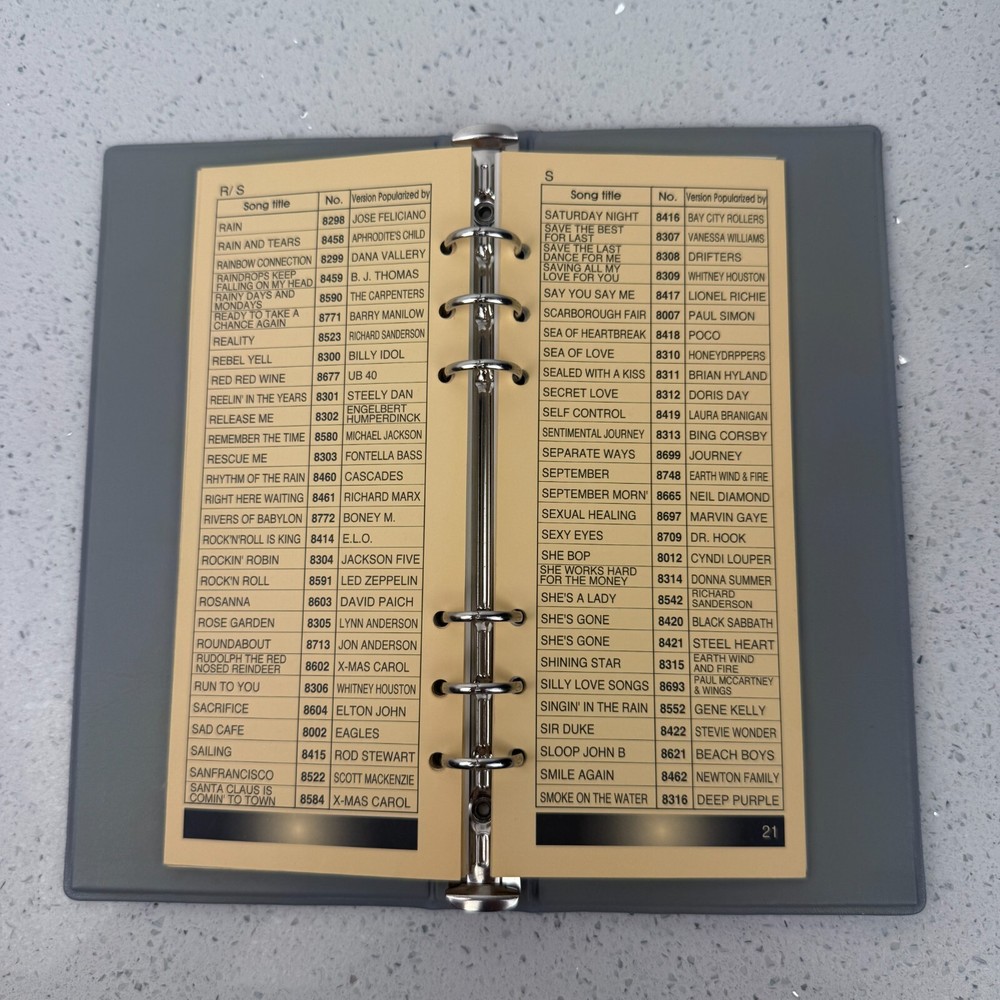 R/ S
Song title No. Version Popularized by
RAIN 8298 JOSE FELICIANO
RAIN AND TEARS 8458 APHRODITE'S CHILD
RAINBOW CONNECTION 8299 DANA VALLERY
RAINDROPS KEEP
FALLING ON MY HEAD 8459 B. J. THOMAS
RAINY DAYS AND
MONDAYS 8590 THE CARPENTERS
READY TO TAKE A
CHANCE AGAIN 8771 BARRY MANILOW
REALITY 8523 RICHARD SANDERSON
REBEL YELL 8300 BILLY IDOL
RED RED WINE 8677 UB 40
REELIN' IN THE YEARS 8301 STEELY DAN
RELEASE ME 8302 ENGELBERT
HUMPERDINCK
REMEMBER THE TIME 8580 MICHAEL JACKSON
RESCUE ME 8303 FONTELLA BASS
RHYTHM OF THE RAIN 8460 CASCADES
RIGHT HERE WAITING 8461 RICHARD MARX
RIVERS OF BABYLON 8772 BONEY M.
ROCK'N'ROLL IS KING 8414 E.L.O.
ROCKIN' ROBIN 8304 JACKSON FIVE
ROCK'N ROLL 8591 LED ZEPPELIN
ROSANNA 8603 DAVID PAICH
ROSE GARDEN 8305 LYNN ANDERSON
ROUNDABOUT 8713 JON ANDERSON
RUDOLPH THE RED
NOSED REINDEER 8602 X-MAS CAROL
RUN TO YOU 8306 WHITNEY HOUSTON
SACRIFICE 8604 ELTON JOHN
SAD CAFE 8002 EAGLES
SAILING 8415 ROD STEWART
SANFRANCISCO 8522 SCOTT MACKENZIE
SANTA CLAUS IS
COMIN' TO TOWN 8584 X-MAS CAROL
S
Song title No. Version Popularized by
SATURDAY NIGHT 8416 BAY CITY ROLLERS
SAVE THE BEST
FOR LAST 8307 VANESSA WILLIAMS
SAVE THE LAST
DANCE FOR ME 8308 DRIFTERS
SAVING ALL MY
LOVE FOR YOU 8309 WHITNEY HOUSTON
SAY YOU SAY ME 8417 LIONEL RICHIE
SCARBOROUGH FAIR 8007 PAUL SIMON
SEA OF HEARTBREAK 8418 POCO
SEA OF LOVE 8310 HONEYDRPPERS
SEALED WITH A KISS 8311 BRIAN HYLAND
SECRET LOVE 8312 DORIS DAY
SELF CONTROL 8419 LAURA BRANIGAN
SENTIMENTAL JOURNEY 8313 BING CORSBY
SEPARATE WAYS 8699 JOURNEY
SEPTEMBER 8748 EARTH WIND & FIRE
SEPTEMBER MORN' 8665 NEIL DIAMOND
SEXUAL HEALING 8697 MARVIN GAYE
SEXY EYES 8709 DR. HOOK
SHE BOP 8012 CYNDI LOUPER
SHE WORKS HARD
FOR THE MONEY 8314 DONNA SUMMER
SHE'S A LADY 8542 RICHARD
SANDERSON
SHE'S GONE 8420 BLACK SABBATH
SHE'S GONE 8421 STEEL HEART
SHINING STAR 8315 EARTH WIND
AND FIRE
SILLY LOVE SONGS 8693 PAUL MCCARTNEY
& WINGS
SINGIN' IN THE RAIN 8552 GENE KELLY
SIR DUKE 8422 STEVIE WONDER
SLOOP JOHN B 8621 BEACH BOYS
SMILE AGAIN 8462 NEWTON FAMILY
SMOKE ON THE WATER 8316 DEEP PURPLE
21